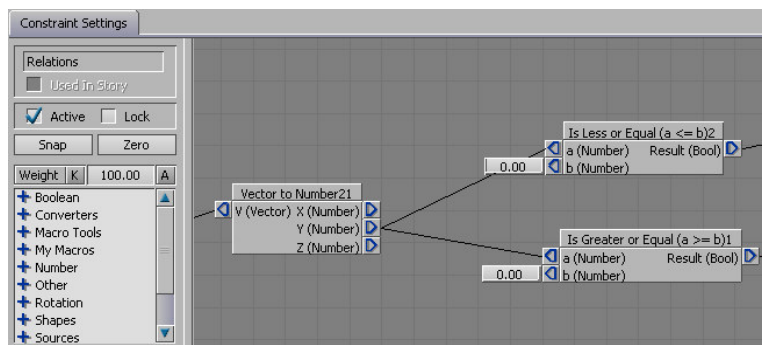 Constraint Settings
Relations
Used In Story
Active Lock
Snap Zero
Weight K 100.00 A
Boolean
Converters
Macro Tools
My Macros
Number
Other
Rotation
Shapes
Sources
Vector to Number21
V (Vector) X (Number)
Y (Number)
Z (Number)
Is Less or Equal (a <= b)2
a (Number) Result (Bool)
0.00 b (Number)
Is Greater or Equal (a >= b)1
a (Number) Result (Bool)
0.00 b (Number)